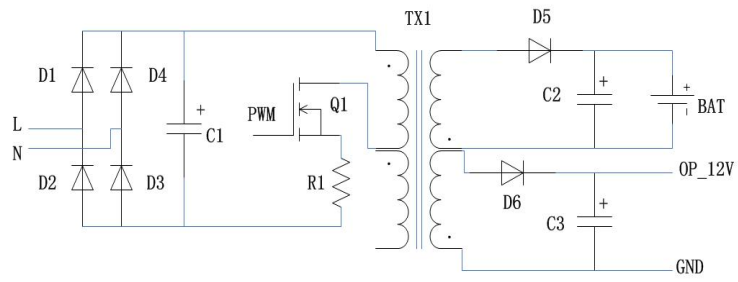 TX1
D5
D1
D4
+
Q1
PWM
C1
+
C2
+
-
BAT
L
N
D2
D3
R1
D6
OP_12V
+
C3
GND